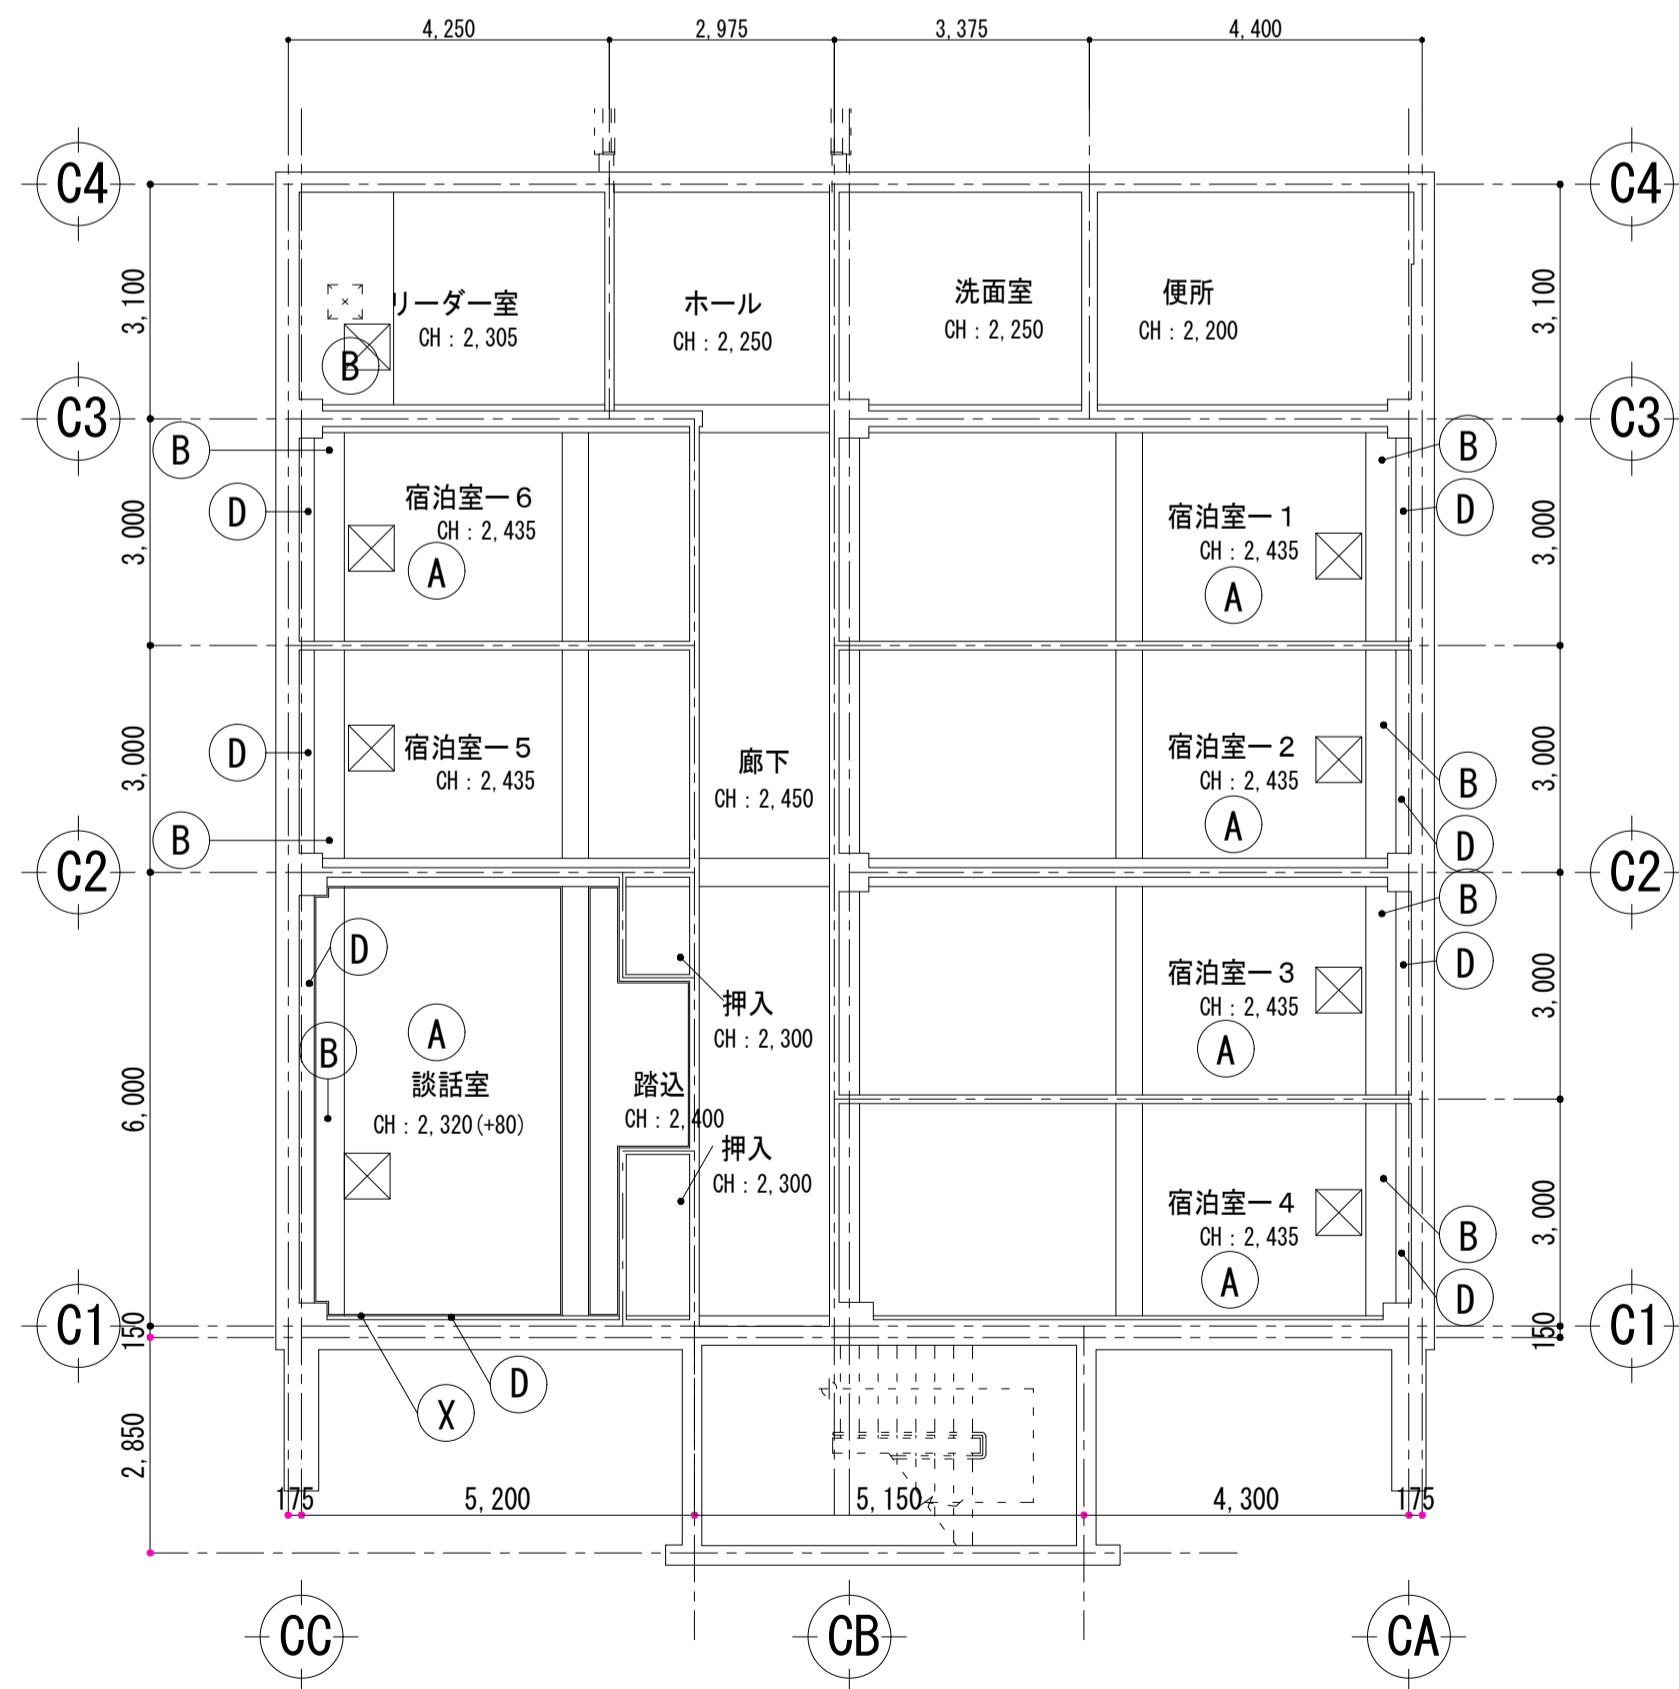 4,250
2,975
3,375
4,400
C4
C4
3,100
3,100
リーダー室
CH：2,305
ホール
CH：2,250
洗面室
CH：2,250
便所
CH：2,200
B
C3
C3
B
B
D
D
3,000
3,000
宿泊室－6
CH：2,435
A
宿泊室－1
CH：2,435
A
D
3,000
3,000
宿泊室－5
CH：2,435
廊下
CH：2,450
宿泊室－2
CH：2,435
A
B
B
D
C2
C2
B
D
D
3,000
宿泊室－3
CH：2,435
A
押入
CH：2,300
A
B
談話室
CH：2,320(+80)
踏込
CH：2,400
6,000
押入
CH：2,300
3,000
宿泊室－4
CH：2,435
A
B
D
C1
C1
150
150
D
X
2,850
175
5,200
5,150
4,300
175
CC
CB
CA